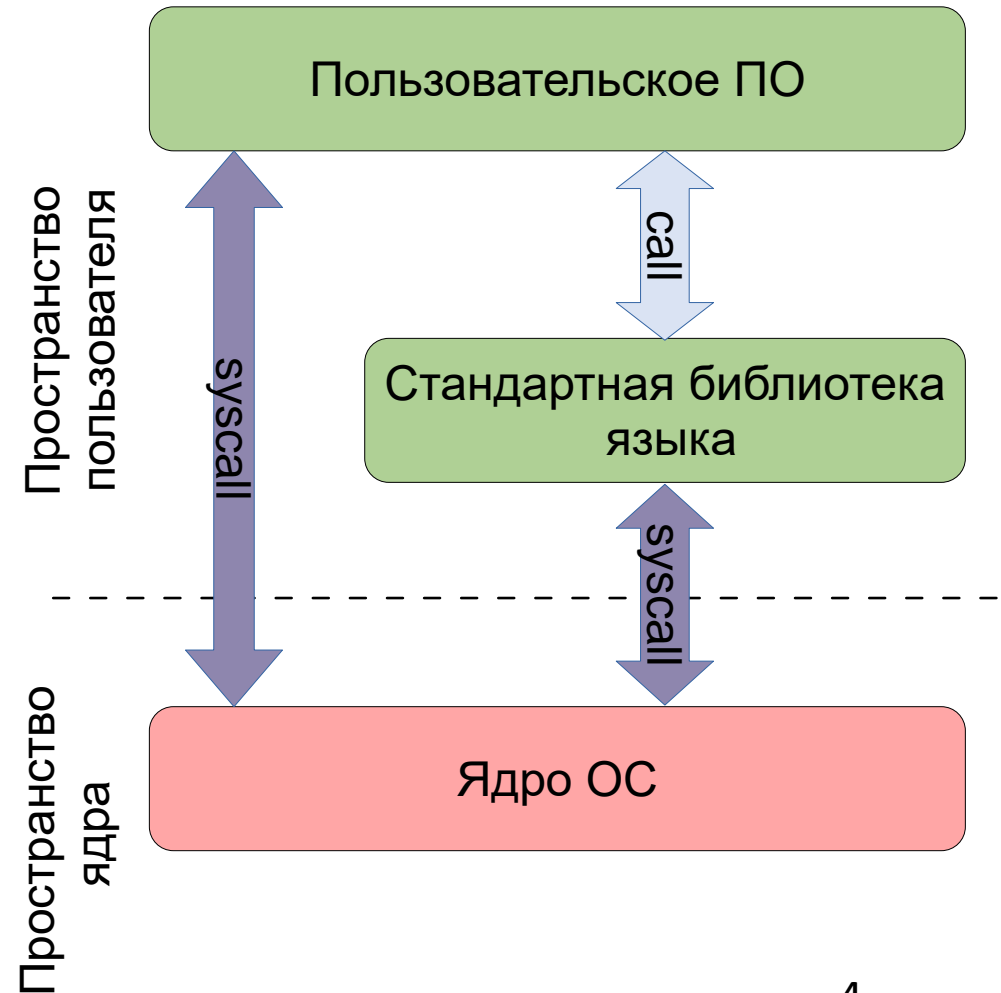 Пользовательское ПО
Пространство
пользователя
call
syscall
Стандартная библиотека
языка
syscall
Пространство
ядра
Ядро ОС